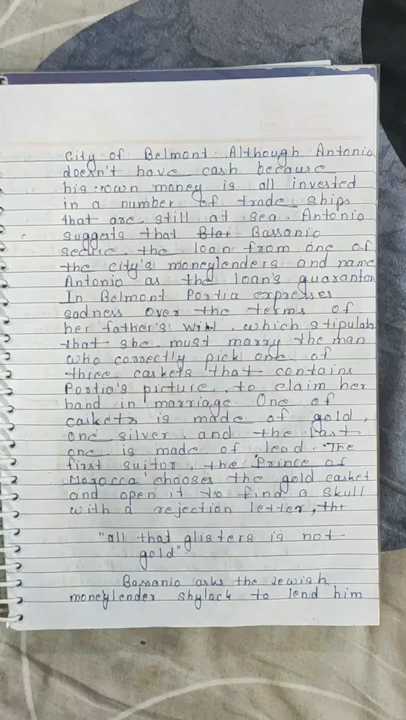 City of Belmont. Although Antonio
doesn't have cash because
his own money is all invested
in a number of trade ships
that are still at sea. Antonio
suggests that Bassanio
secure the loan from one of
the city's moneylenders and name
Antonio as the loan's guarantor
In Belmont Portia expresses
sadness over the terms of
her father's will, which stipulats
that she must marry the man
who correctly pick one of
three caskets that contains
Portia's picture, to claim her
hand in marriage. One of
caskets is made of gold,
one silver, and the last
one is made of lead. The
first suitor, the Prince of
Marocca chooses the gold casket
and open it to find a skull
with a rejection letter, the
"all that glisters is not
gold"
Bassanio asks the Jewish
moneylender shylock to lend him